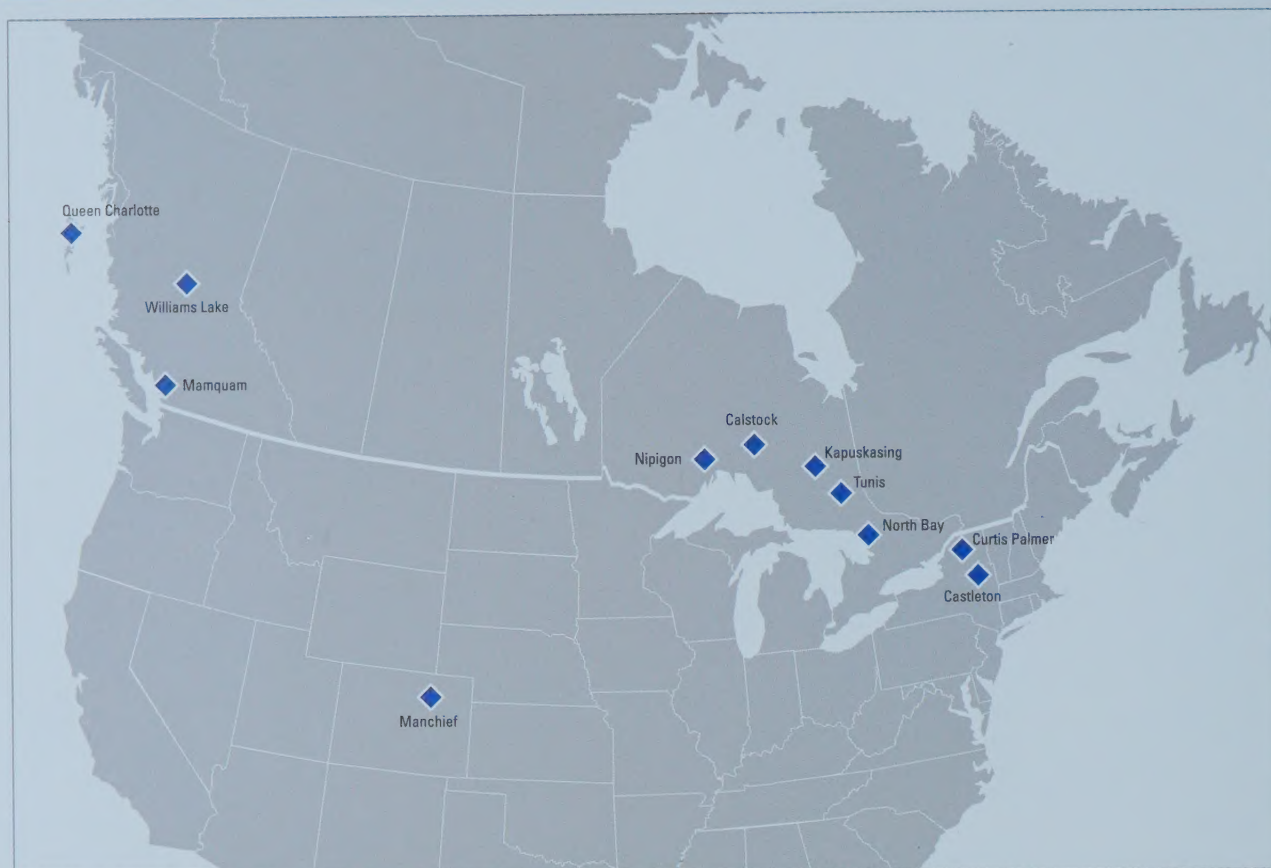 Queen Charlotte
Williams Lake
Mamquam
Calstock
Nipigon
Kapuskasing
Tunis
North Bay
Curtis Palmer
Castleton
Manchief